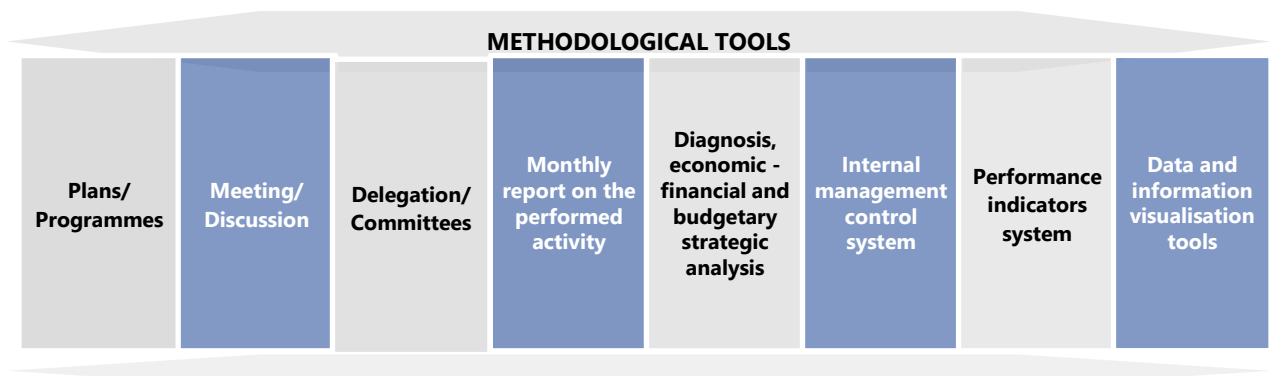 METHODOLOGICAL TOOLS
Plans/
Programmes
Meeting/
Discussion
Delegation/
Committees
Monthly
report on the
performed
activity
Diagnosis,
economic -
financial and
budgetary
strategic
analysis
Internal
management
control
system
Performance
indicators
system
Data and
information
visualisation
tools